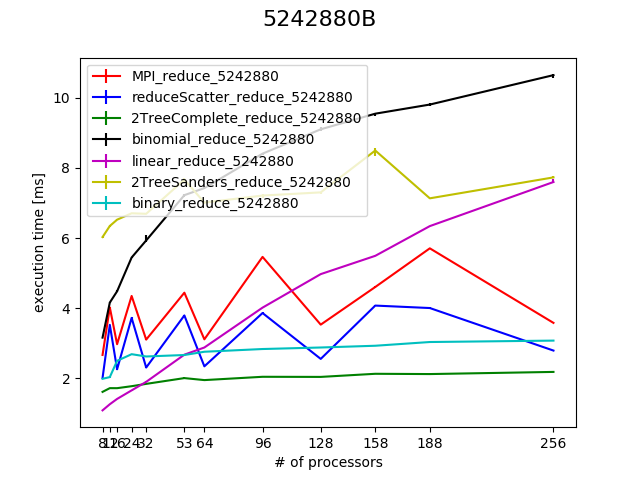 5242880B
MPI_reduce_5242880
reduceScatter_reduce_5242880
2TreeComplete_reduce_5242880
binomial_reduce_5242880
linear_reduce_5242880
2TreeSanders_reduce_5242880
binary_reduce_5242880
execution time [ms]
10
8
6
4
2
8 12 16 24 32 53 64 96 128 158 188 256
# of processors